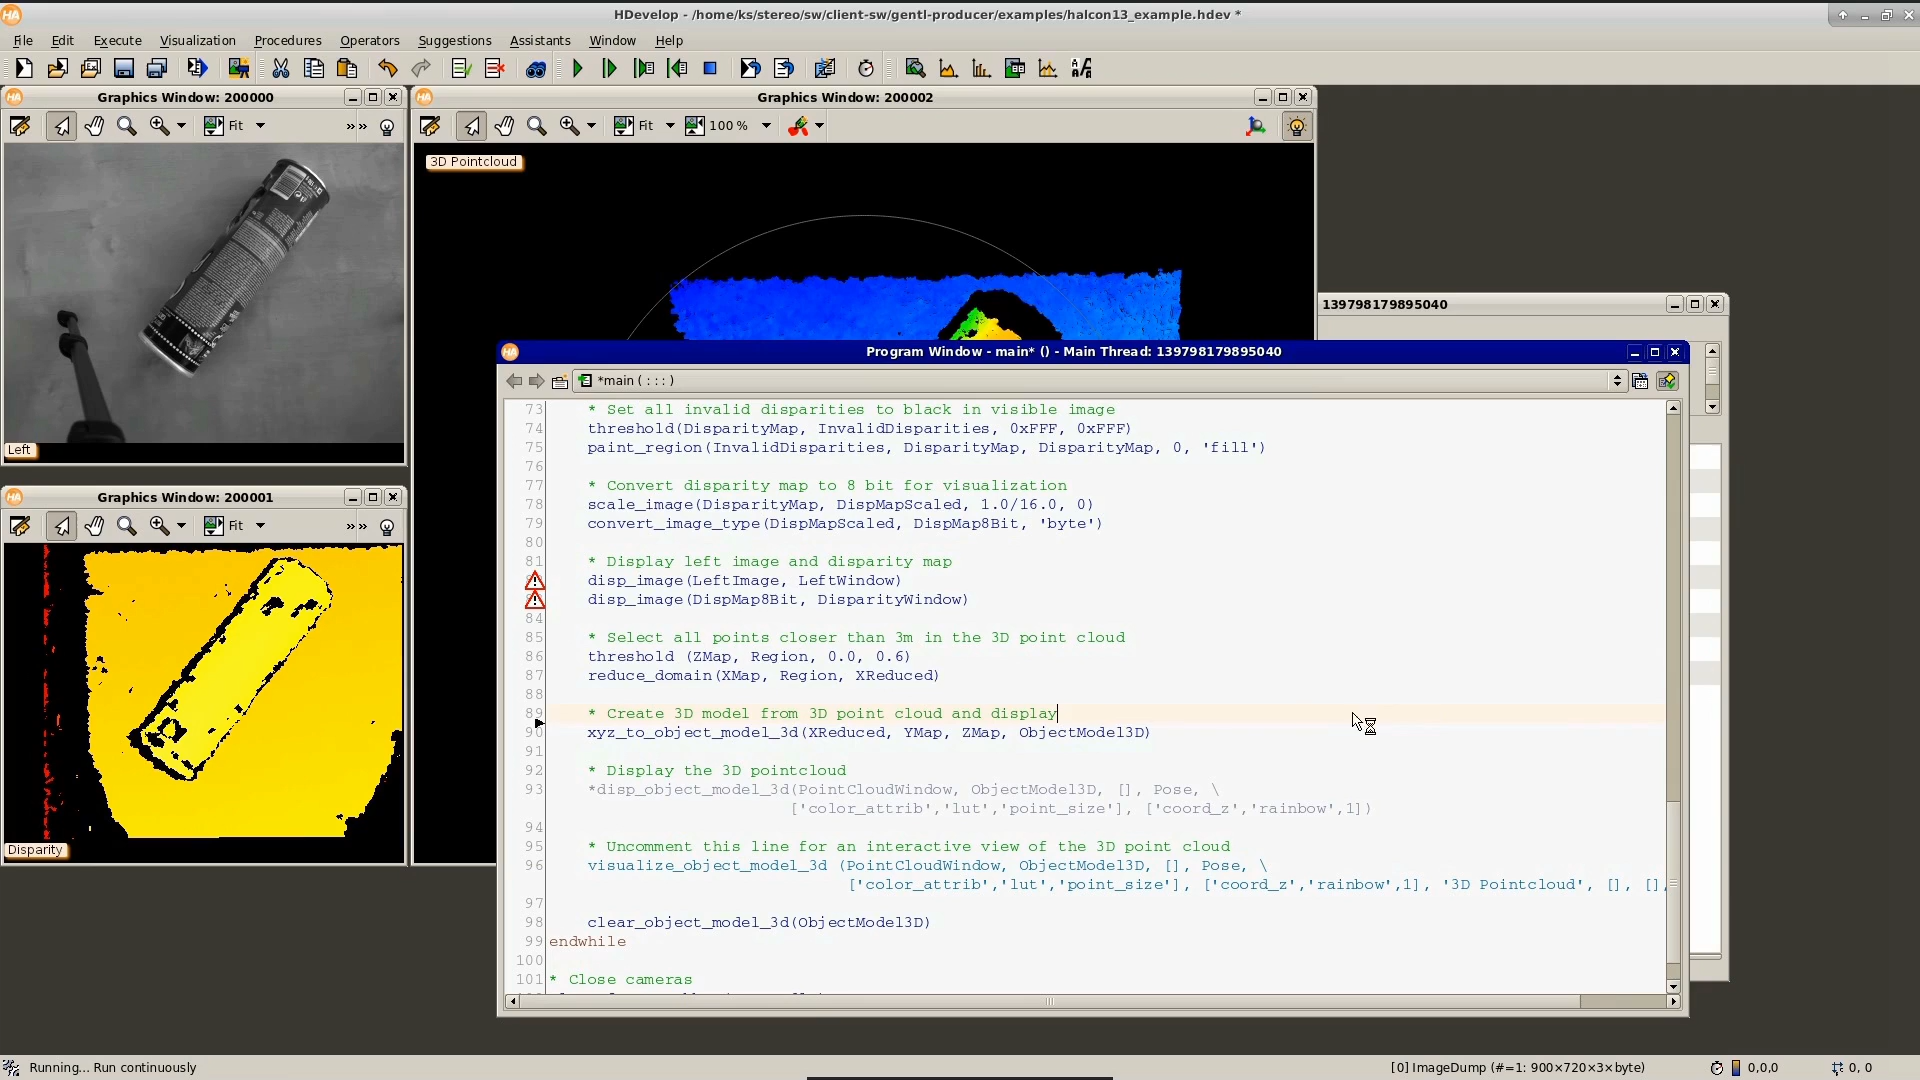 HDevelop - /home/ks/stereo/sw/client-sw/gentl-producer/examples/halcon13_example.hdev *
File Edit Execute Visualization Procedures Operators Suggestions Assistants Window Help
Graphics Window: 200000
Fit
Left
Graphics Window: 200001
Fit
Disparity
Graphics Window: 200002
Fit 100 %
3D Pointcloud
139798179895040
Program Window - main* () - Main Thread: 139798179895040
*main ( : : : )
73 * Set all invalid disparities to black in visible image
74 threshold(DisparityMap, InvalidDisparities, 0xFFF, 0xFFF)
75 paint_region(InvalidDisparities, DisparityMap, DisparityMap, 0, 'fill')
76
77 * Convert disparity map to 8 bit for visualization
78 scale_image(DisparityMap, DispMapScaled, 1.0/16.0, 0)
79 convert_image_type(DispMapScaled, DispMap8Bit, 'byte')
80
81 * Display left image and disparity map
disp_image(LeftImage, LeftWindow)
disp_image(DispMap8Bit, DisparityWindow)
84
85 * Select all points closer than 3m in the 3D point cloud
86 threshold (ZMap, Region, 0.0, 0.6)
87 reduce_domain(XMap, Region, XReduced)
88
89 * Create 3D model from 3D point cloud and display
90 xyz_to_object_model_3d(XReduced, YMap, ZMap, ObjectModel3D)
91
92 * Display the 3D pointcloud
93 *disp_object_model_3d(PointCloudWindow, ObjectModel3D, [], Pose, \
['color_attrib','lut','point_size'], ['coord_z','rainbow',1])
94
95 * Uncomment this line for an interactive view of the 3D point cloud
96 visualize_object_model_3d (PointCloudWindow, ObjectModel3D, [], Pose, \
['color_attrib','lut','point_size'], ['coord_z','rainbow',1], '3D Pointcloud', [], [],
97
98 clear_object_model_3d(ObjectModel3D)
99 endwhile
100
101 * Close cameras
Running... Run continuously
[0] ImageDump (#=1: 900×720×3×byte)
0,0,0
0, 0